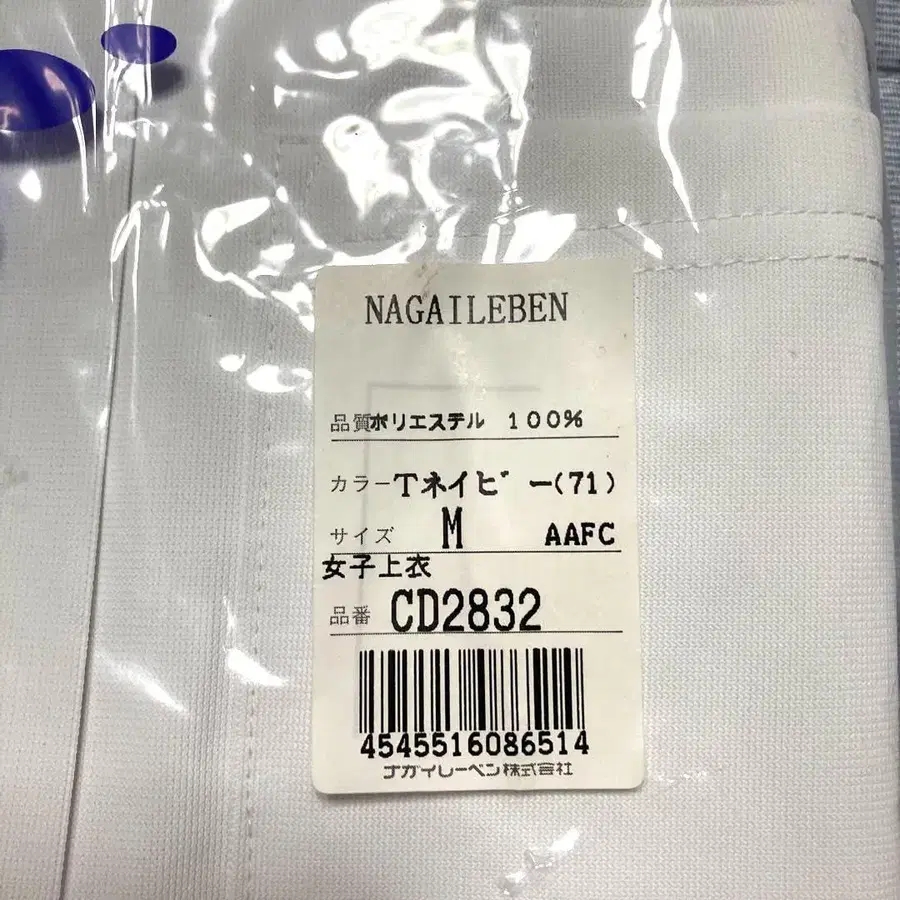 NAGAILEBEN
品質ポリエステル 100%
カラーTネイビー(71)
サイズ M AAFC
女子上衣
品番 CD2832
4545516086514
ナガイレーベン株式会社